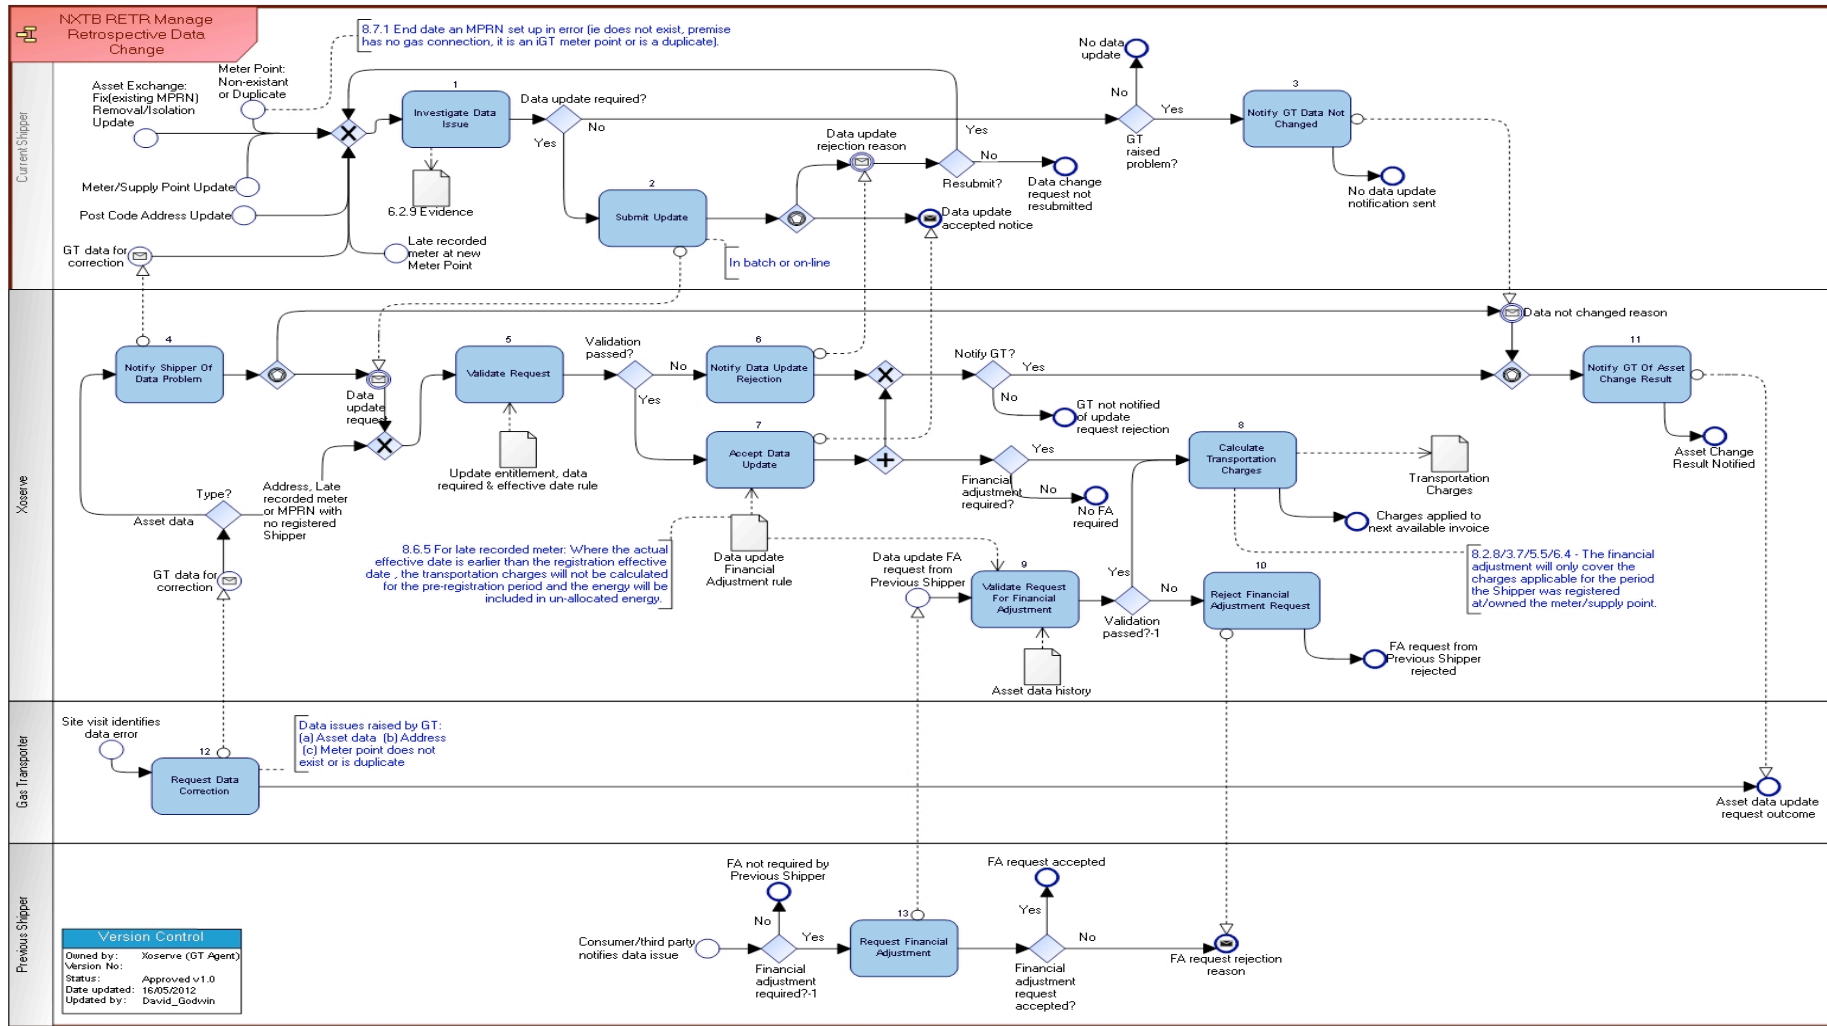 NXTB RETR Manage
Retrospective Data
Change
8.7.1 End date an MPRN set up in error (ie does not exist, premise
has no gas connection, it is an iGT meter point or is a duplicate).
Current Shipper
Asset Exchange:
Fix(existing MPRN)
Removal/Isolation
Update
Meter Point:
Non-existant
or Duplicate
Meter/Supply Point Update
Post Code Address Update
GT data for
correction
Late recorded
meter at new
Meter Point
1
Investigate Data
Issue
6.2.9 Evidence
Data update required?
No
Yes
2
Submit Update
In batch or on-line
Data update
rejection reason
Data update
accepted notice
Yes
No
Resubmit?
Data change
request not
resubmitted
No data
update
No
Yes
GT
raised
problem?
3
Notify GT Data Not
Changed
No data update
notification sent
Xoserve
4
Notify Shipper Of
Data Problem
Data
update
request
Type?
Asset data
Address, Late
recorded meter
or MPRN with
no registered
Shipper
GT data for
correction
5
Validate Request
Update entitlement, data
required & effective date rule
Validation
passed?
No
Yes
6
Notify Data Update
Rejection
7
Accept Data
Update
Notify GT?
Yes
No
GT not notified
of update
request rejection
Financial
adjustment
required?
Yes
No
No FA
required
8
Calculate
Transportation
Charges
Transportation
Charges
Charges applied to
next available invoice
Data not changed reason
11
Notify GT Of Asset
Change Result
Asset Change
Result Notified
8.6.5 For late recorded meter: Where the actual
effective date is earlier than the registration effective
date , the transportation charges will not be calculated
for the pre-registration period and the energy will be
included in un-allocated energy.
Data update
Financial
Adjustment rule
Data update FA
request from
Previous Shipper
9
Validate Request
For Financial
Adjustment
Asset data history
Yes
No
Validation
passed?-1
10
Reject Financial
Adjustment Request
FA request from
Previous Shipper
rejected
8.2.8/3.7/5.5/6.4 - The financial
adjustment will only cover the
charges applicable for the period
the Shipper was registered
at/owned the meter/supply point.
Gas Transporter
Site visit identifies
data error
12
Request Data
Correction
Data issues raised by GT:
(a) Asset data (b) Address
(c) Meter point does not
exist or is duplicate
Asset data update
request outcome
Previous Shipper
Consumer/third party
notifies data issue
FA not required by
Previous Shipper
No
Yes
Financial
adjustment
required?-1
13
Request Financial
Adjustment
FA request accepted
Yes
No
Financial
adjustment
request
accepted?
FA request rejection
reason
Version Control
Owned by: Xoserve (GT Agent)
Version No:
Status: Approved v1.0
Date updated: 16/05/2012
Updated by: David_Godwin